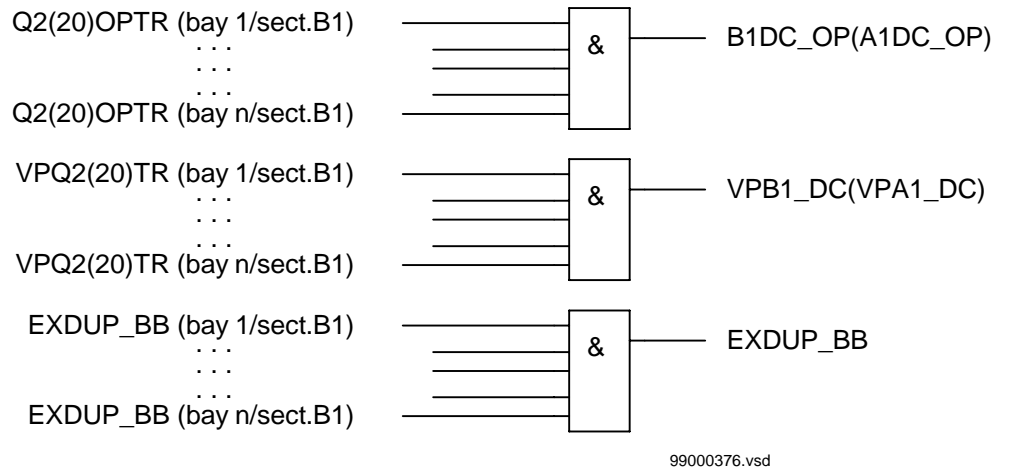 Q2(20)OPTR (bay 1/sect.B1)
. . .
. . .
. . .
Q2(20)OPTR (bay n/sect.B1)
&
B1DC_OP(A1DC_OP)
VPQ2(20)TR (bay 1/sect.B1)
. . .
. . .
. . .
VPQ2(20)TR (bay n/sect.B1)
&
VPB1_DC(VPA1_DC)
EXDUP_BB (bay 1/sect.B1)
. . .
. . .
. . .
EXDUP_BB (bay n/sect.B1)
&
EXDUP_BB
99000376.vsd